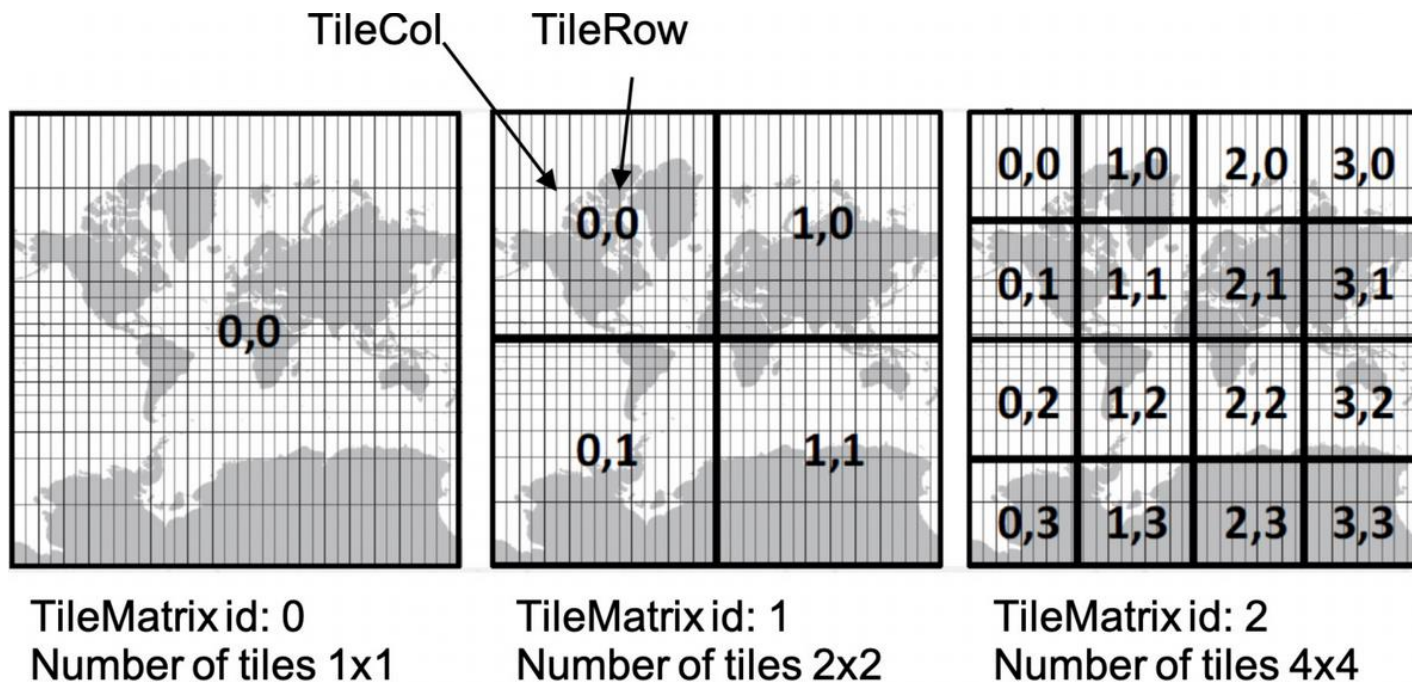 TileCol TileRow
0,0
0,0 1,0
0,1 1,1
0,0 1,0 2,0 3,0
0,1 1,1 2,1 3,1
0,2 1,2 2,2 3,2
0,3 1,3 2,3 3,3
TileMatrix id: 0
Number of tiles 1x1
TileMatrix id: 1
Number of tiles 2x2
TileMatrix id: 2
Number of tiles 4x4